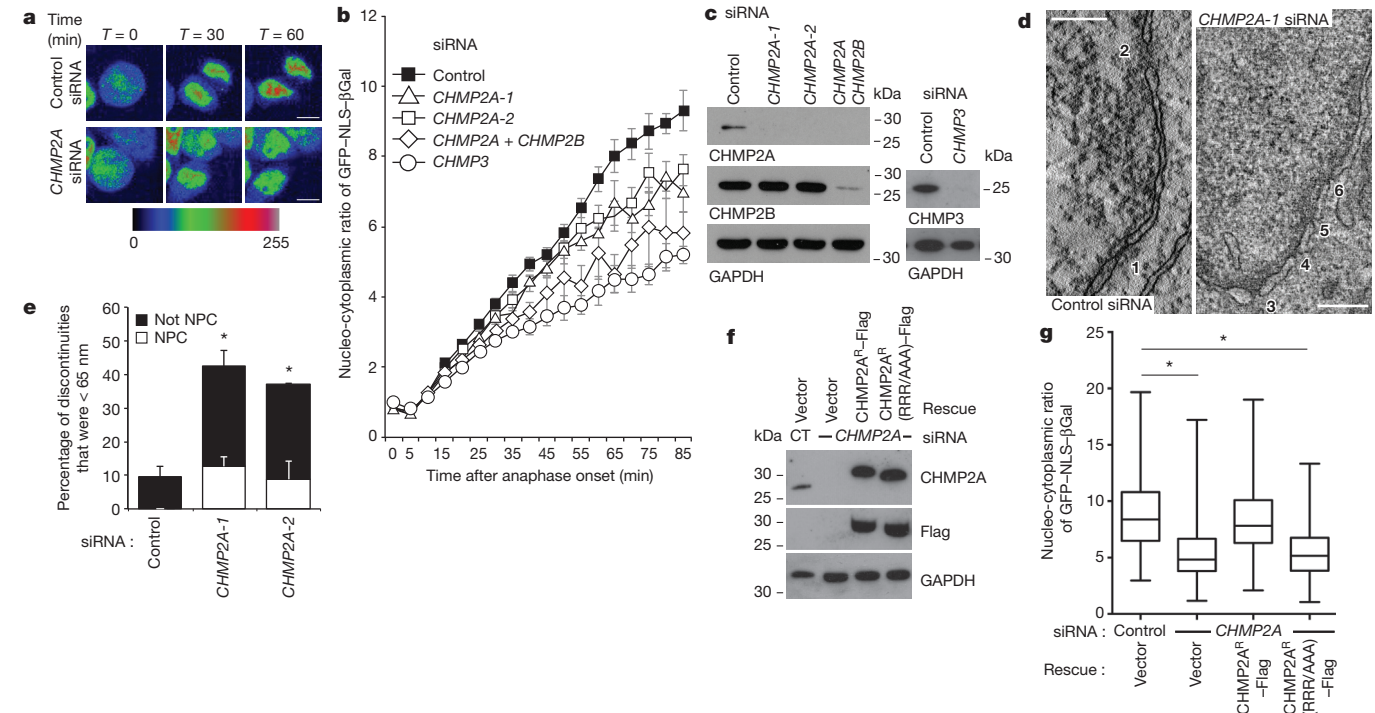 a
Time
(min)
T = 0
T = 30
T = 60
Control
siRNA
CHMP2A
siRNA
0
255
b
Nucleo-cytoplasmic ratio of GFP–NLS–βGal
12
10
8
6
4
2
0
siRNA
Control
CHMP2A-1
CHMP2A-2
CHMP2A + CHMP2B
CHMP3
0 5 15 25 35 45 55 65 75 85
Time after anaphase onset (min)
c
siRNA
Control
CHMP2A-1
CHMP2A-2
CHMP2A
CHMP2B
kDa
30
25
CHMP2A
30
25
CHMP2B
30
GAPDH
siRNA
Control
CHMP3
kDa
25
CHMP3
30
GAPDH
d
2
1
Control siRNA
CHMP2A-1 siRNA
6
5
4
3
e
Percentage of discontinuities
that were < 65 nm
60
50
40
30
20
10
0
Not NPC
NPC
*
*
siRNA :
Control
CHMP2A-1
CHMP2A-2
f
Vector
Vector
CHMP2Aᴿ–Flag
CHMP2Aᴿ
(RRR/AAA)–Flag
Rescue
kDa CT CHMP2A siRNA
30
25
CHMP2A
30
25
Flag
30
GAPDH
g
Nucleo-cytoplasmic ratio
of GFP–NLS–βGal
25
20
15
10
5
0
*
*
siRNA : Control CHMP2A
Rescue :
Vector
Vector
CHMP2Aᴿ
–Flag
CHMP2Aᴿ
(RRR/AAA)
–Flag